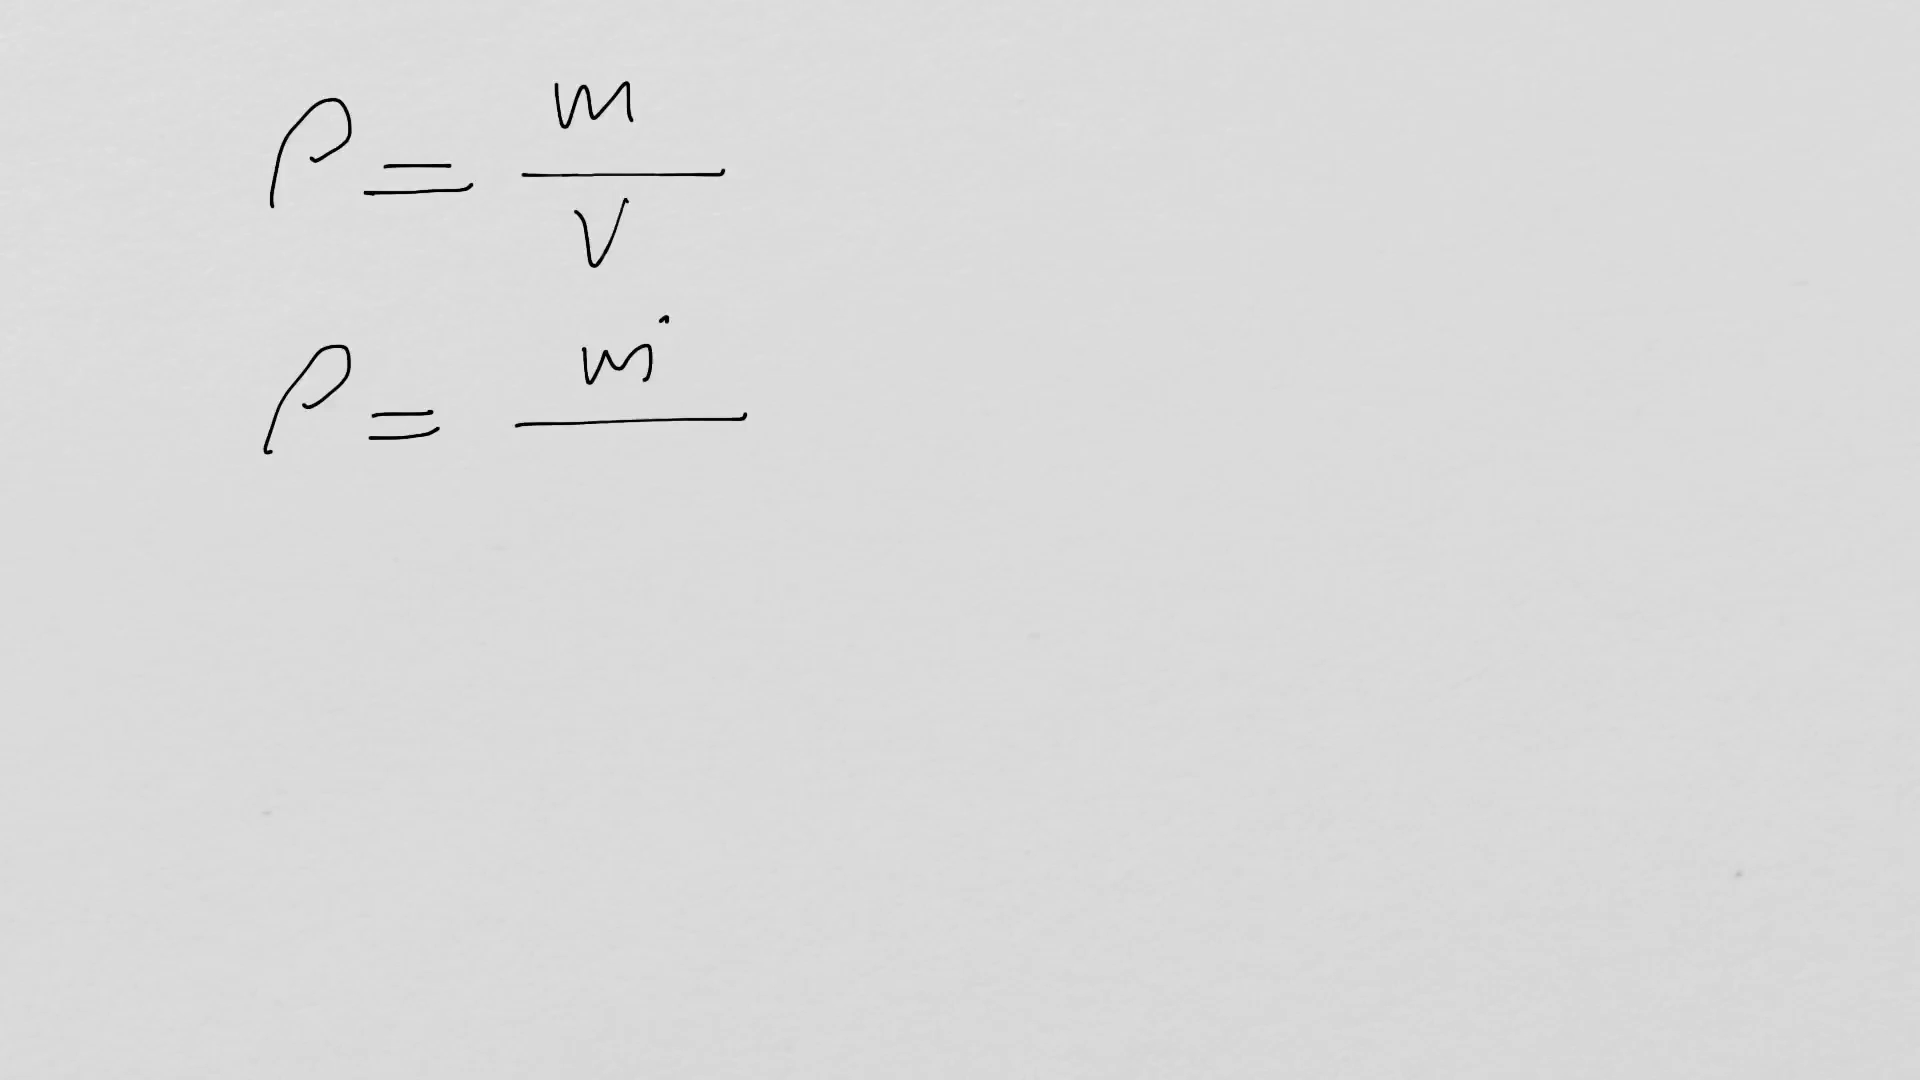 ρ = m / V
ρ = m /